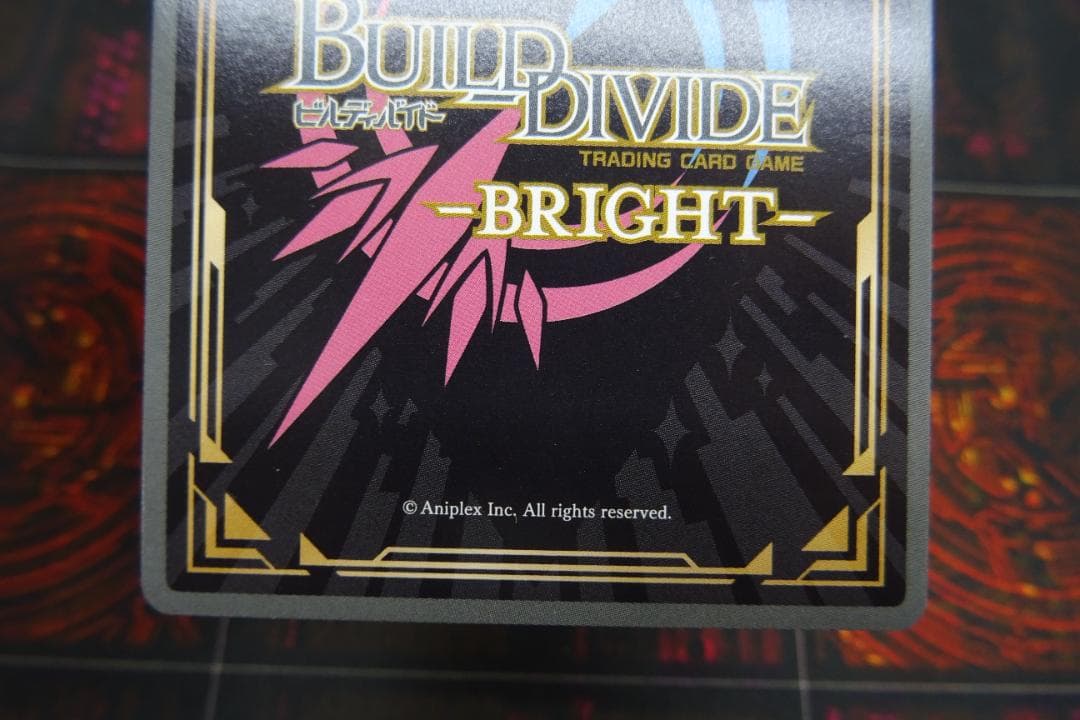 BUILD DIVIDE
ビルディバイド
TRADING CARD GAME
-BRIGHT-
© Aniplex Inc. All rights reserved.